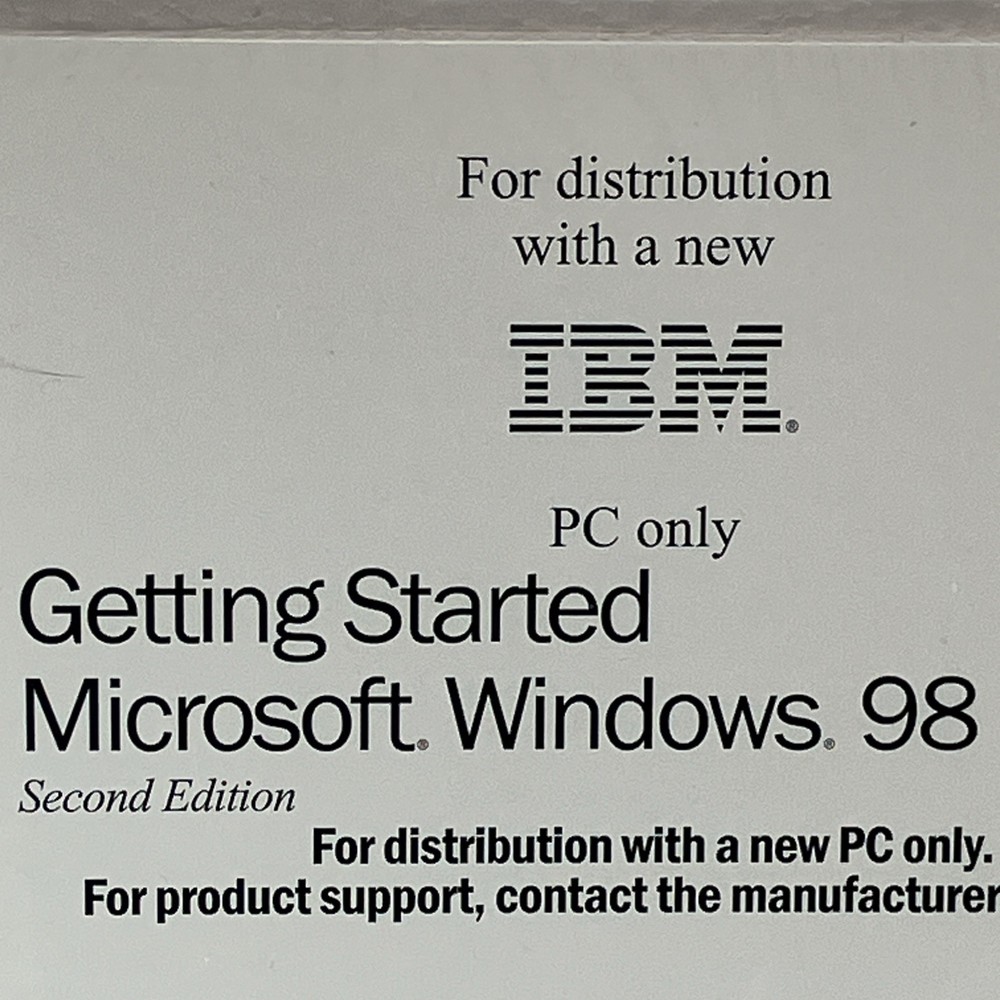 For distribution
with a new
IBM®
PC only
Getting Started
Microsoft® Windows® 98
Second Edition
For distribution with a new PC only.
For product support, contact the manufacturer